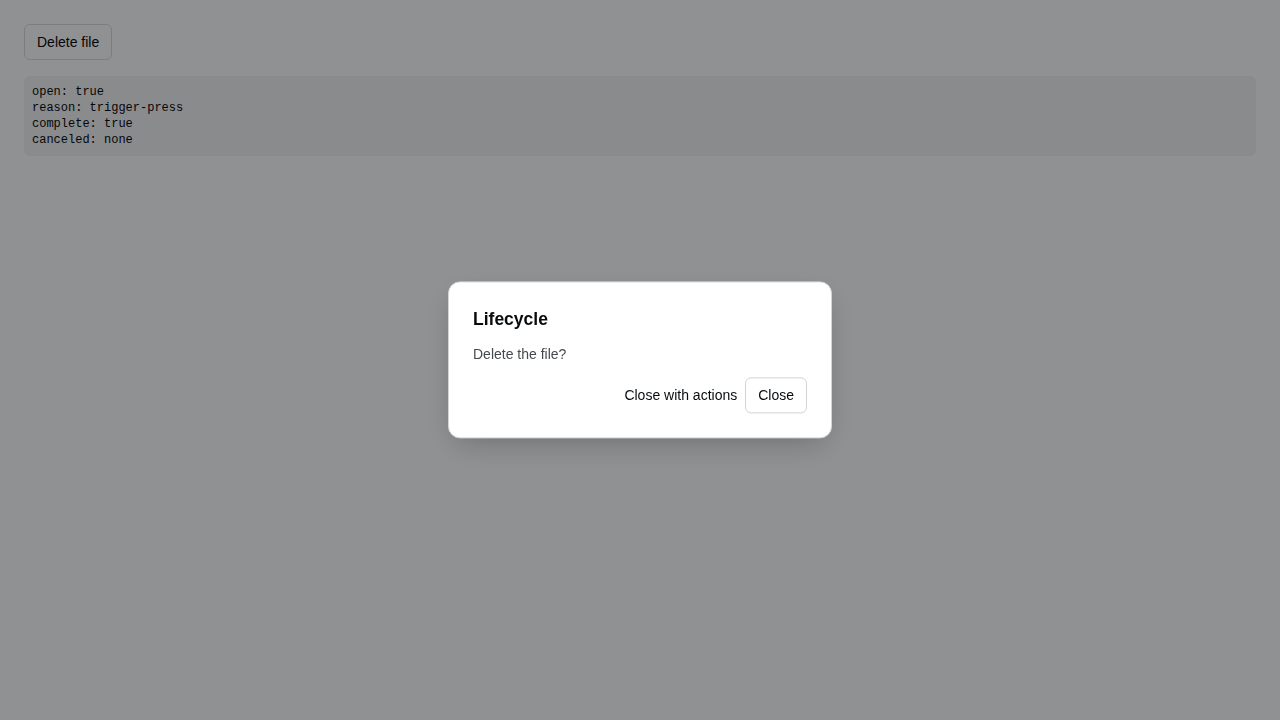 Delete file
open: true
reason: trigger-press
complete: true
canceled: none
Lifecycle
Delete the file?
Close with actions
Close